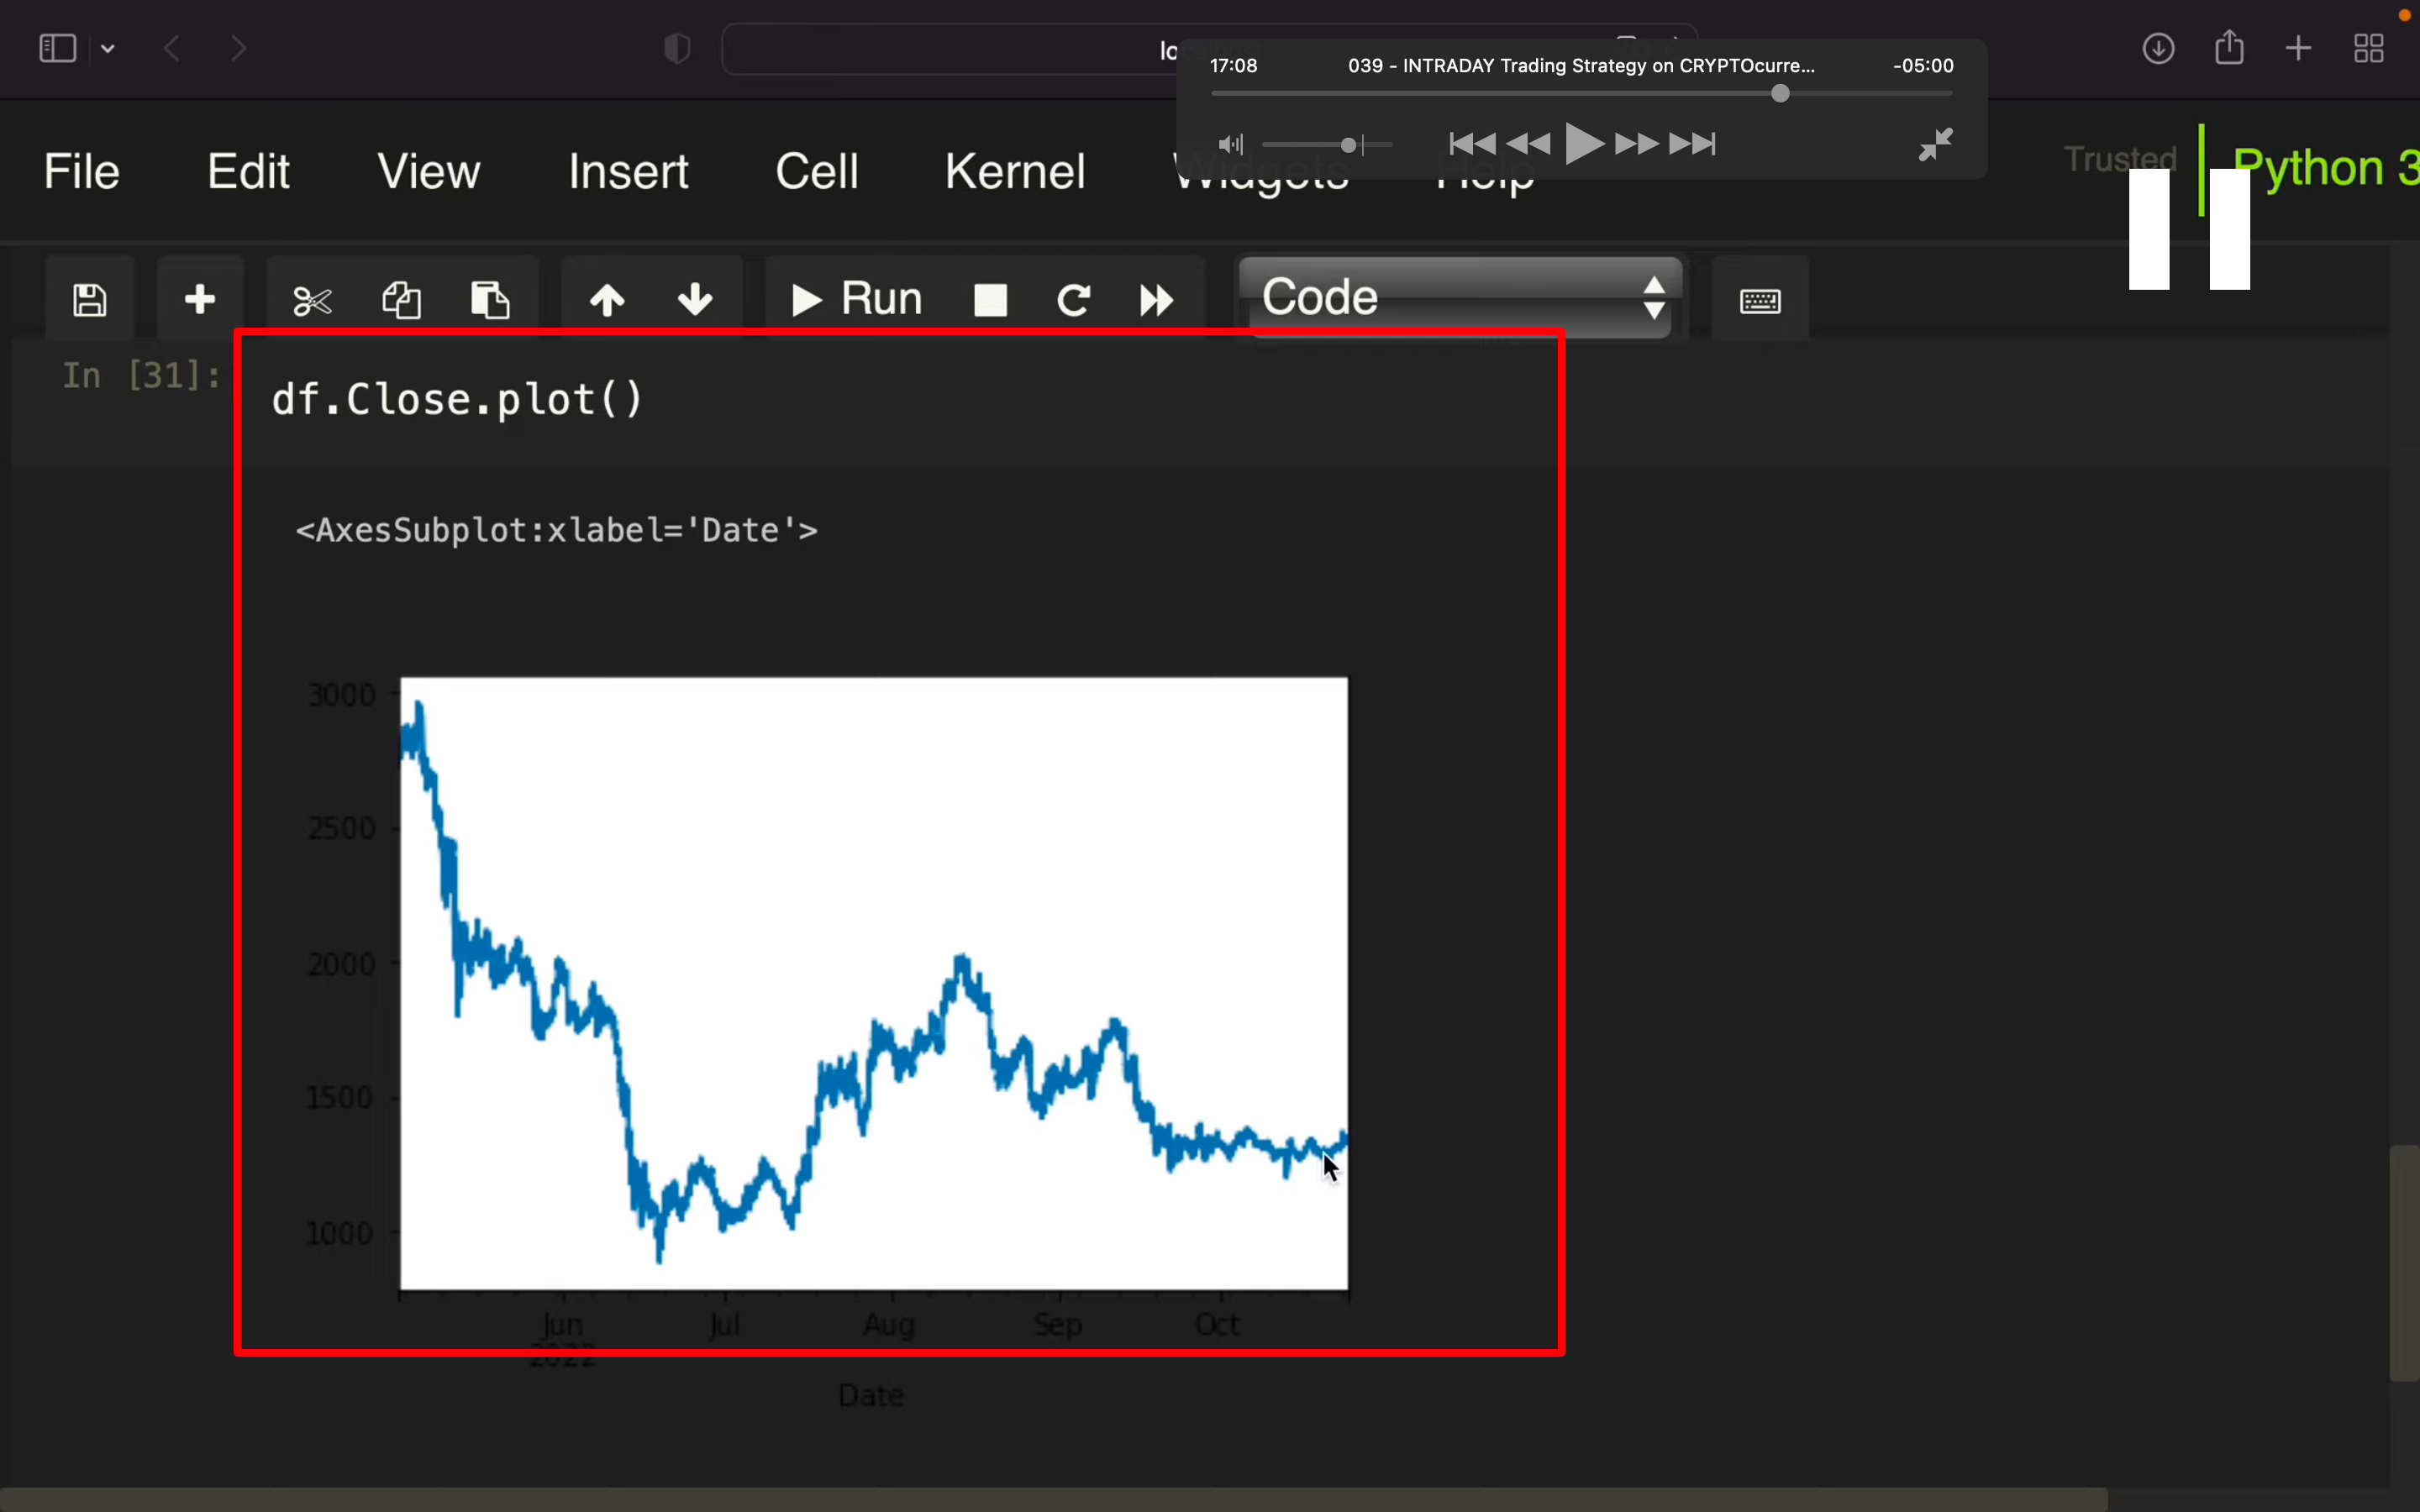 17:08 039 - INTRADAY Trading Strategy on CRYPTOcurre... -05:00
File Edit View Insert Cell Kernel Widgets Help Trusted Python 3
Run Code
In [31]: df.Close.plot()
<AxesSubplot:xlabel='Date'>
3000
2500
2000
1500
1000
Jun Jul Aug Sep Oct
2022
Date